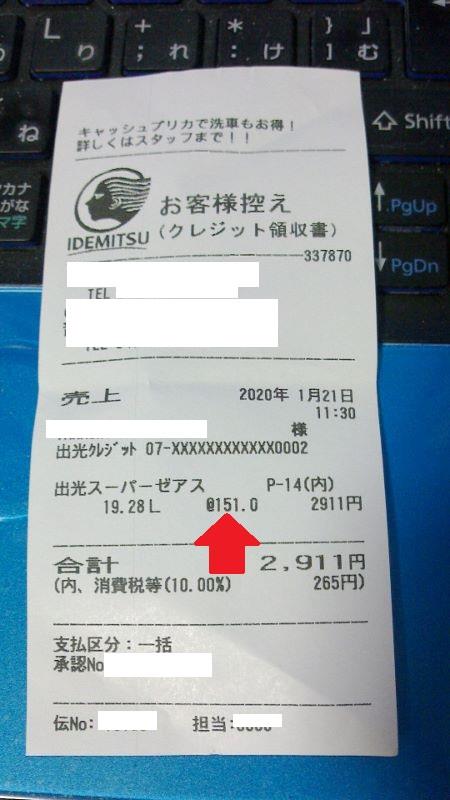 L り
+ ; れ
* : け
} 」 ] む
ね
⇧ Shift
カナ
がな
マ字
↑ PgUp
↓ PgDn
キャッシュプリカで洗車もお得！
詳しくはスタッフまで！！
IDEMITSU
お客様控え
(クレジット領収書)
337870
TEL
売上 2020年 1月21日
11:30
様
出光クレジット 07-XXXXXXXXXXXX0002
出光スーパーゼアス P-14(内)
19.28L @151.0 2911円
合計 2,911円
(内、消費税等(10.00%) 265円)
支払区分：一括
承認No
伝No: 担当: